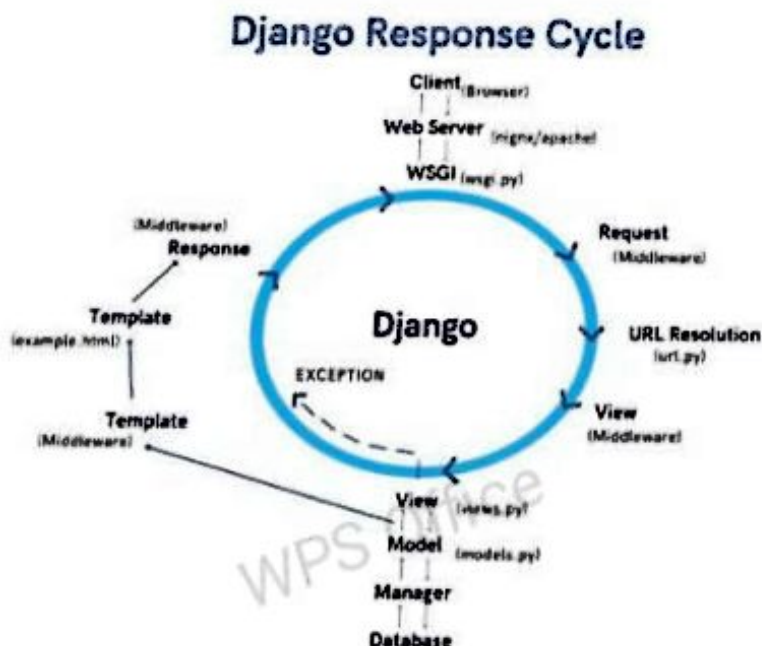 Django Response Cycle
Client (Browser)
Web Server (nignx/apache)
WSGI (wsgi.py)
(Middleware)
Response
Request
(Middleware)
Template
(example.html)
Django
URL Resolution
(url.py)
EXCEPTION
View
(Middleware)
Template
(Middleware)
View (views.py)
Model (models.py)
Manager
Database
WPS Office